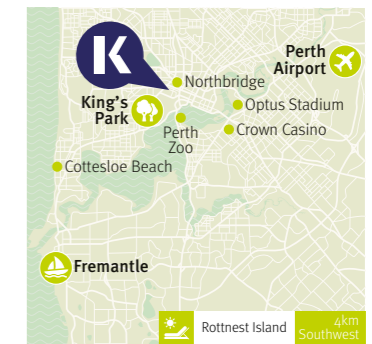 K
Perth
Airport
Northbridge
King's
Park
Optus Stadium
Perth
Zoo
Crown Casino
Cottesloe Beach
Fremantle
Rottnest Island
4km
Southwest